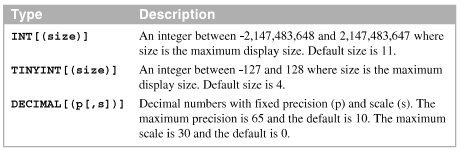 Type Description
INT[(size)] An integer between -2,147,483,648 and 2,147,483,647 where
size is the maximum display size. Default size is 11.
TINYINT[(size)] An integer between -127 and 128 where size is the maximum
display size. Default size is 4.
DECIMAL[(p[,s])] Decimal numbers with fixed precision (p) and scale (s). The
maximum precision is 65 and the default is 10. The maximum
scale is 30 and the default is 0.